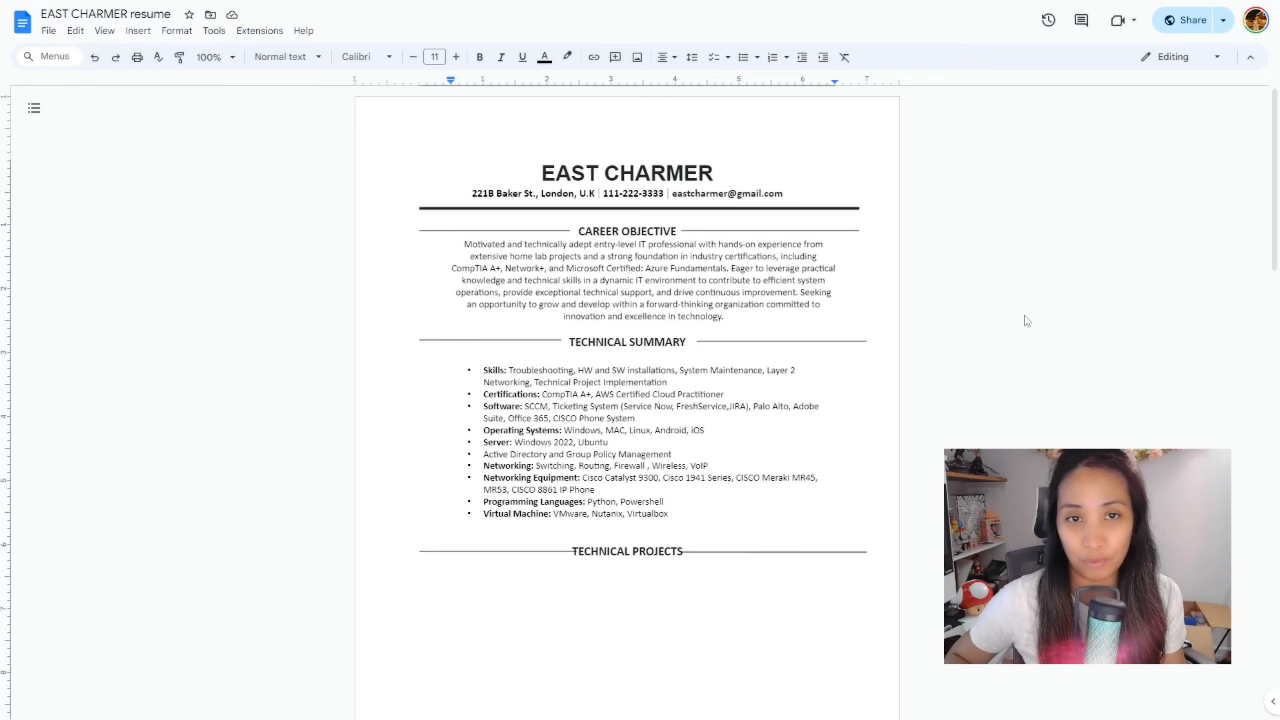 EAST CHARMER resume
File Edit View Insert Format Tools Extensions Help
Share
Menus 100% Normal text Calibri 11 Editing
1 1 2 3 4 5 6 7
EAST CHARMER
221B Baker St., London, U.K | 111-222-3333 | eastcharmer@gmail.com
CAREER OBJECTIVE
Motivated and technically adept entry-level IT professional with hands-on experience from
extensive home lab projects and a strong foundation in industry certifications, including
CompTIA A+, Network+, and Microsoft Certified: Azure Fundamentals. Eager to leverage practical
knowledge and technical skills in a dynamic IT environment to contribute to efficient system
operations, provide exceptional technical support, and drive continuous improvement. Seeking
an opportunity to grow and develop within a forward-thinking organization committed to
innovation and excellence in technology.
TECHNICAL SUMMARY
• Skills: Troubleshooting, HW and SW installations, System Maintenance, Layer 2
Networking, Technical Project Implementation
• Certifications: CompTIA A+, AWS Certified Cloud Practitioner
• Software: SCCM, Ticketing System (Service Now, FreshService,JIRA), Palo Alto, Adobe
Suite, Office 365, CISCO Phone System
• Operating Systems: Windows, MAC, Linux, Android, iOS
• Server: Windows 2022, Ubuntu
• Active Directory and Group Policy Management
• Networking: Switching, Routing, Firewall , Wireless, VoIP
• Networking Equipment: Cisco Catalyst 9300, Cisco 1941 Series, CISCO Meraki MR45,
MR53, CISCO 8861 IP Phone
• Programming Languages: Python, Powershell
• Virtual Machine: VMware, Nutanix, Virtualbox
TECHNICAL PROJECTS